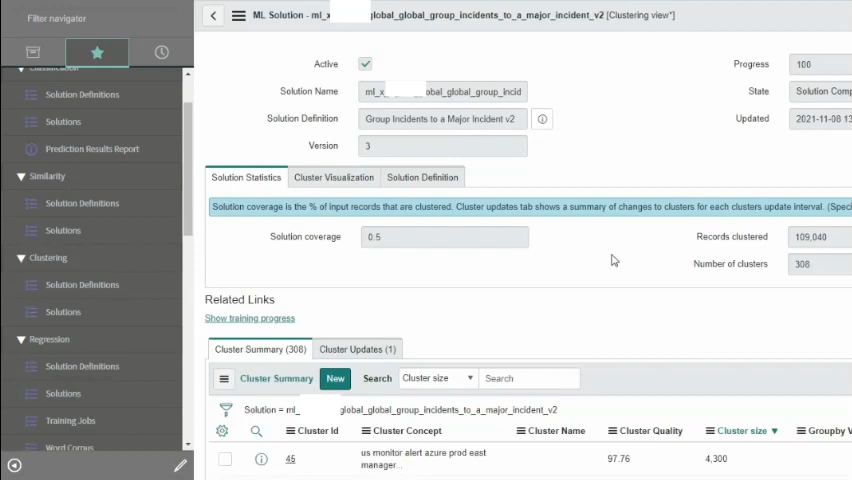 Filter navigator
ML Solution - ml_x global_global_group_incidents_to_a_major_incident_v2 [Clustering view*]
Classification
Solution Definitions
Solutions
Prediction Results Report
Similarity
Solution Definitions
Solutions
Clustering
Solution Definitions
Solutions
Regression
Solution Definitions
Solutions
Training Jobs
Word Corpus
Active
Progress
100
Solution Name
ml_x obal_global_group_incid
State
Solution Comp
Solution Definition
Group Incidents to a Major Incident v2
Updated
2021-11-08 13
Version
3
Solution Statistics
Cluster Visualization
Solution Definition
Solution coverage is the % of input records that are clustered. Cluster updates tab shows a summary of changes to clusters for each clusters update interval. (Speci
Solution coverage
0.5
Records clustered
109,040
Number of clusters
308
Related Links
Show training progress
Cluster Summary (308)
Cluster Updates (1)
Cluster Summary
New
Search
Cluster size
Search
Solution = ml_ global_global_group_incidents_to_a_major_incident_v2
Cluster Id
Cluster Concept
Cluster Name
Cluster Quality
Cluster size
Groupby V
45
us monitor alert azure prod east
manager...
97.76
4,300